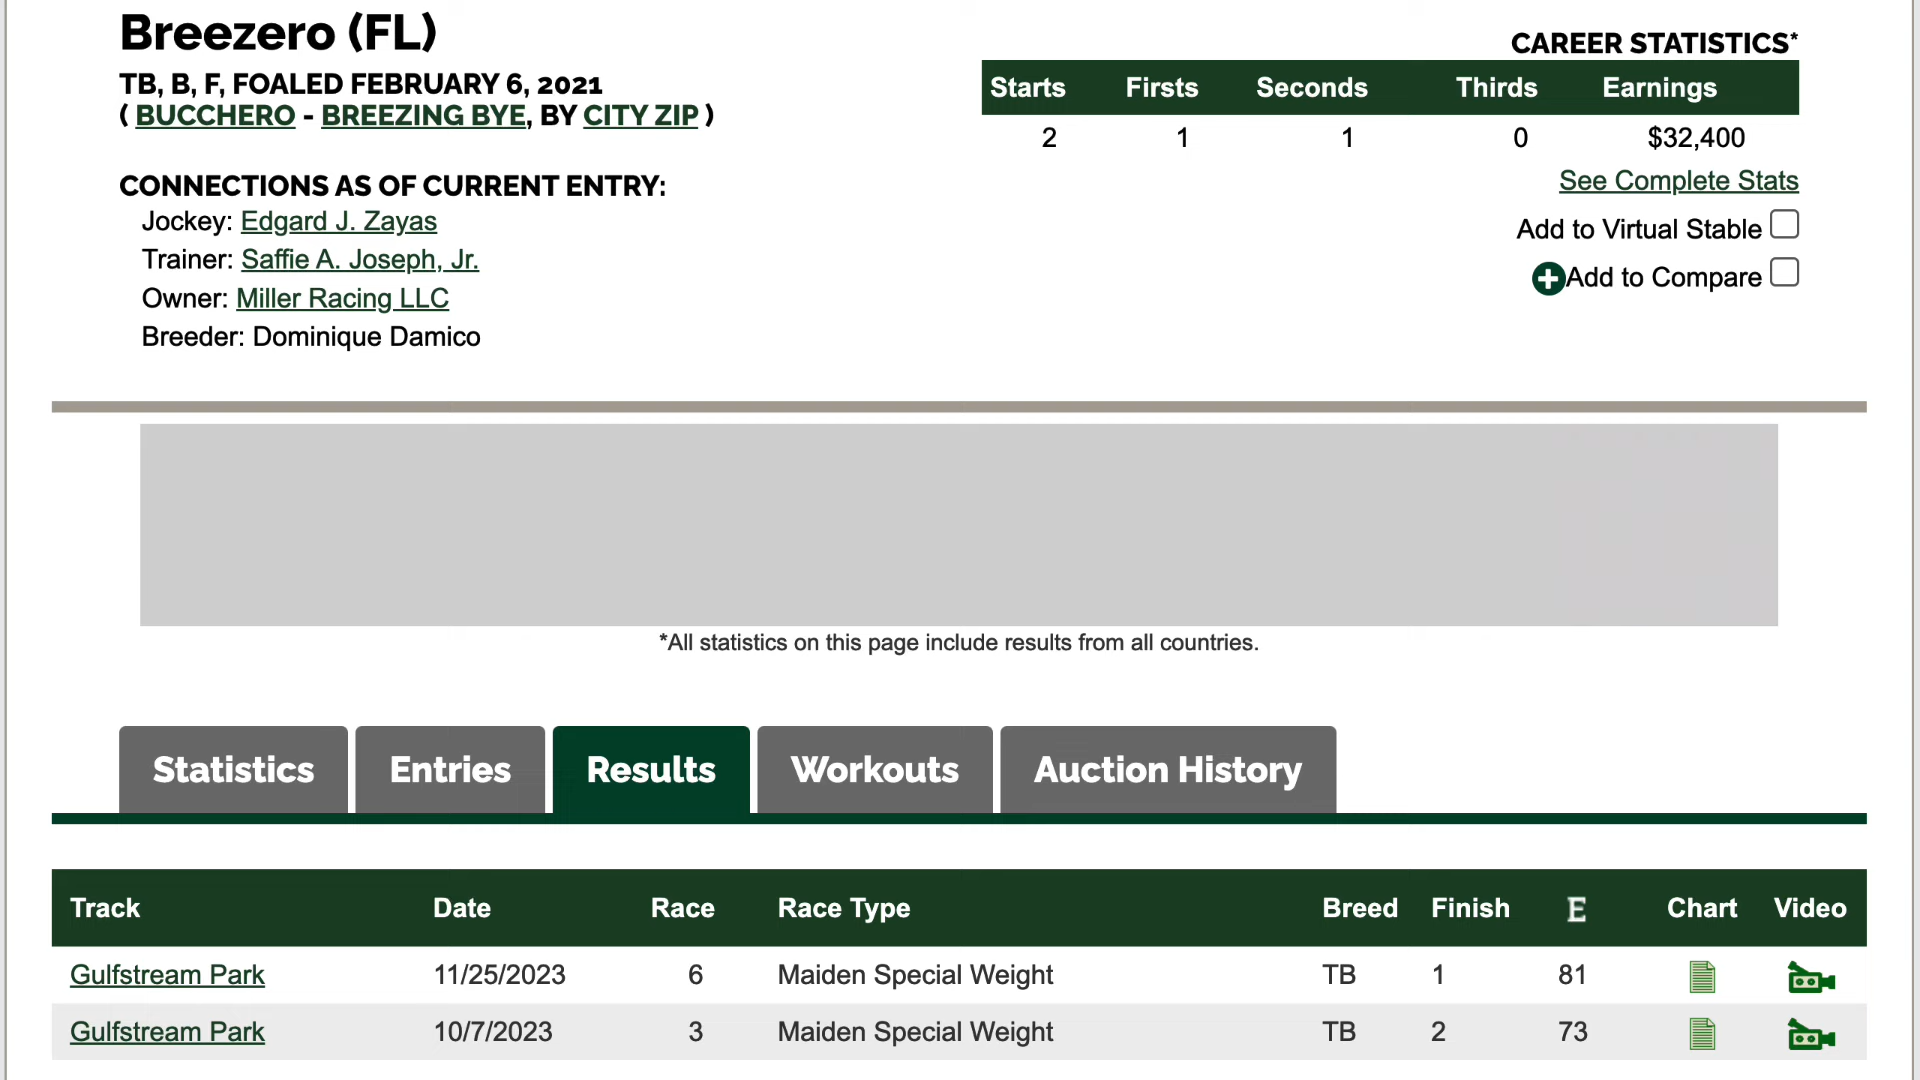 Breezero (FL)
TB, B, F, FOALED FEBRUARY 6, 2021
( BUCCHERO - BREEZING BYE, BY CITY ZIP )
CONNECTIONS AS OF CURRENT ENTRY:
Jockey: Edgard J. Zayas
Trainer: Saffie A. Joseph, Jr.
Owner: Miller Racing LLC
Breeder: Dominique Damico
CAREER STATISTICS*
Starts Firsts Seconds Thirds Earnings
2 1 1 0 $32,400
See Complete Stats
Add to Virtual Stable
Add to Compare
*All statistics on this page include results from all countries.
Statistics Entries Results Workouts Auction History
Track Date Race Race Type Breed Finish E Chart Video
Gulfstream Park 11/25/2023 6 Maiden Special Weight TB 1 81
Gulfstream Park 10/7/2023 3 Maiden Special Weight TB 2 73